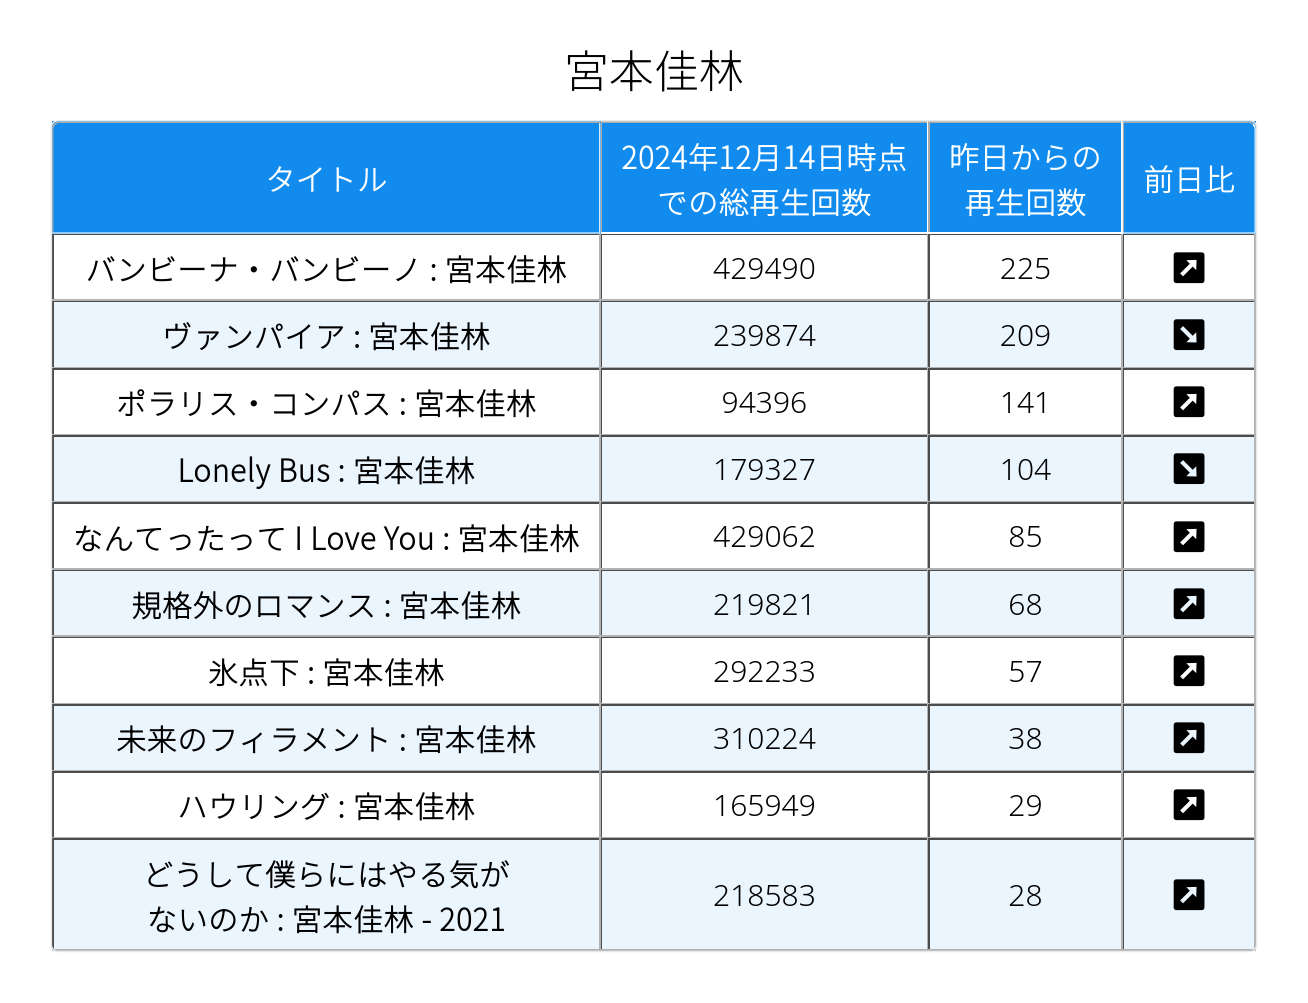 宮本佳林
タイトル
2024年12月14日時点
での総再生回数
昨日からの
再生回数
前日比
バンビーナ・バンビーノ : 宮本佳林
429490
225
ヴァンパイア : 宮本佳林
239874
209
ポラリス・コンパス : 宮本佳林
94396
141
Lonely Bus : 宮本佳林
179327
104
なんてったって I Love You : 宮本佳林
429062
85
規格外のロマンス : 宮本佳林
219821
68
氷点下 : 宮本佳林
292233
57
未来のフィラメント : 宮本佳林
310224
38
ハウリング : 宮本佳林
165949
29
どうして僕らにはやる気が
ないのか : 宮本佳林 - 2021
218583
28